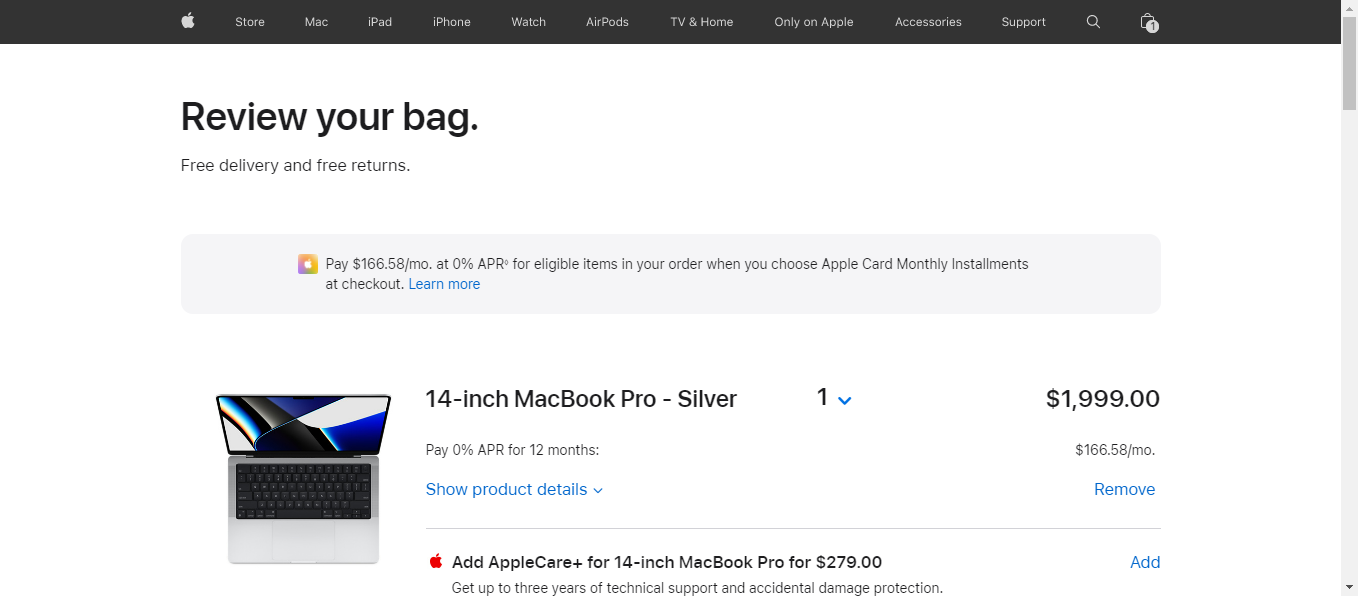 Store Mac iPad iPhone Watch AirPods TV & Home Only on Apple Accessories Support 1
Review your bag.
Free delivery and free returns.
Pay $166.58/mo. at 0% APR◊ for eligible items in your order when you choose Apple Card Monthly Installments
at checkout. Learn more
14-inch MacBook Pro - Silver 1 $1,999.00
Pay 0% APR for 12 months: $166.58/mo.
Show product details Remove
Add AppleCare+ for 14-inch MacBook Pro for $279.00 Add
Get up to three years of technical support and accidental damage protection.